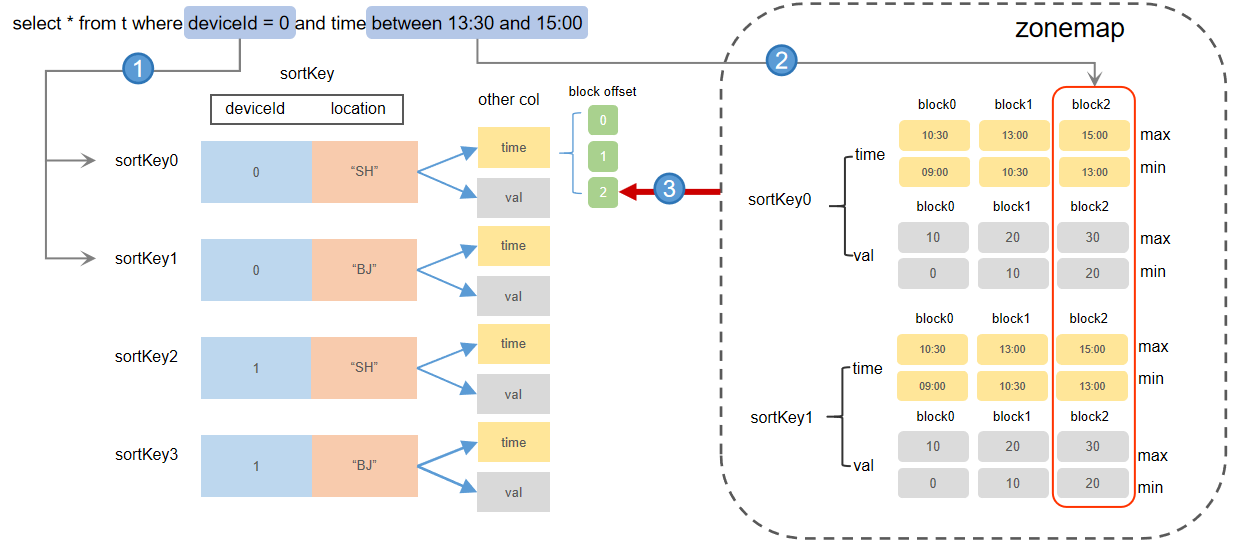 select * from t where deviceId = 0 and time between 13:30 and 15:00
zonemap
1
2
sortKey
deviceId location
other col
block offset
0
1
2
3
sortKey0
0 “SH”
time
val
sortKey1
0 “BJ”
time
val
sortKey2
1 “SH”
time
val
sortKey3
1 “BJ”
time
val
sortKey0
time
block0 block1 block2
10:30 13:00 15:00 max
09:00 10:30 13:00 min
val
block0 block1 block2
10 20 30 max
0 10 20 min
sortKey1
time
block0 block1 block2
10:30 13:00 15:00 max
09:00 10:30 13:00 min
val
block0 block1 block2
10 20 30 max
0 10 20 min